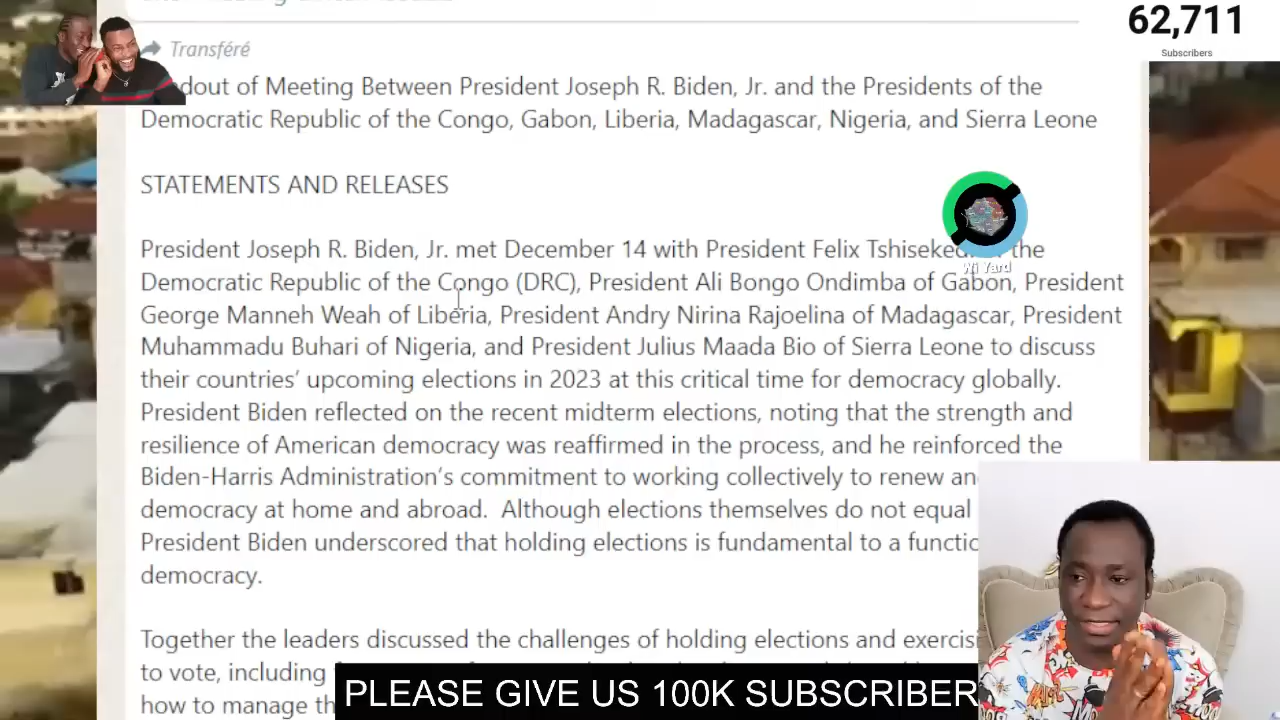 Transféré
62,711
Subscribers
dout of Meeting Between President Joseph R. Biden, Jr. and the Presidents of the
Democratic Republic of the Congo, Gabon, Liberia, Madagascar, Nigeria, and Sierra Leone
STATEMENTS AND RELEASES
Wi Yard
President Joseph R. Biden, Jr. met December 14 with President Felix Tshiseked the
Democratic Republic of the Congo (DRC), President Ali Bongo Ondimba of Gabon, President
George Manneh Weah of Liberia, President Andry Nirina Rajoelina of Madagascar, President
Muhammadu Buhari of Nigeria, and President Julius Maada Bio of Sierra Leone to discuss
their countries’ upcoming elections in 2023 at this critical time for democracy globally.
President Biden reflected on the recent midterm elections, noting that the strength and
resilience of American democracy was reaffirmed in the process, and he reinforced the
Biden-Harris Administration’s commitment to working collectively to renew an
democracy at home and abroad.  Although elections themselves do not equal
President Biden underscored that holding elections is fundamental to a functic
democracy.
Together the leaders discussed the challenges of holding elections and exercisi
to vote, including
how to manage th
PLEASE GIVE US 100K SUBSCRIBER